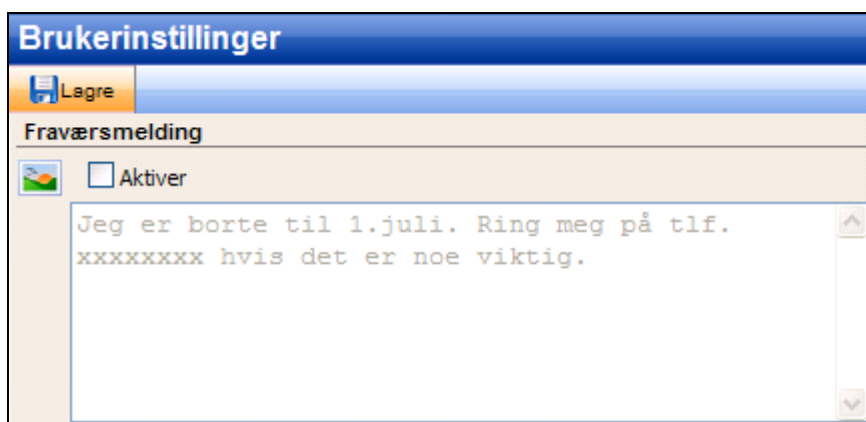 Brukerinstillinger
Lagre
Fraværsmelding
Aktiver
Jeg er borte til 1.juli. Ring meg på tlf.
xxxxxxxx hvis det er noe viktig.